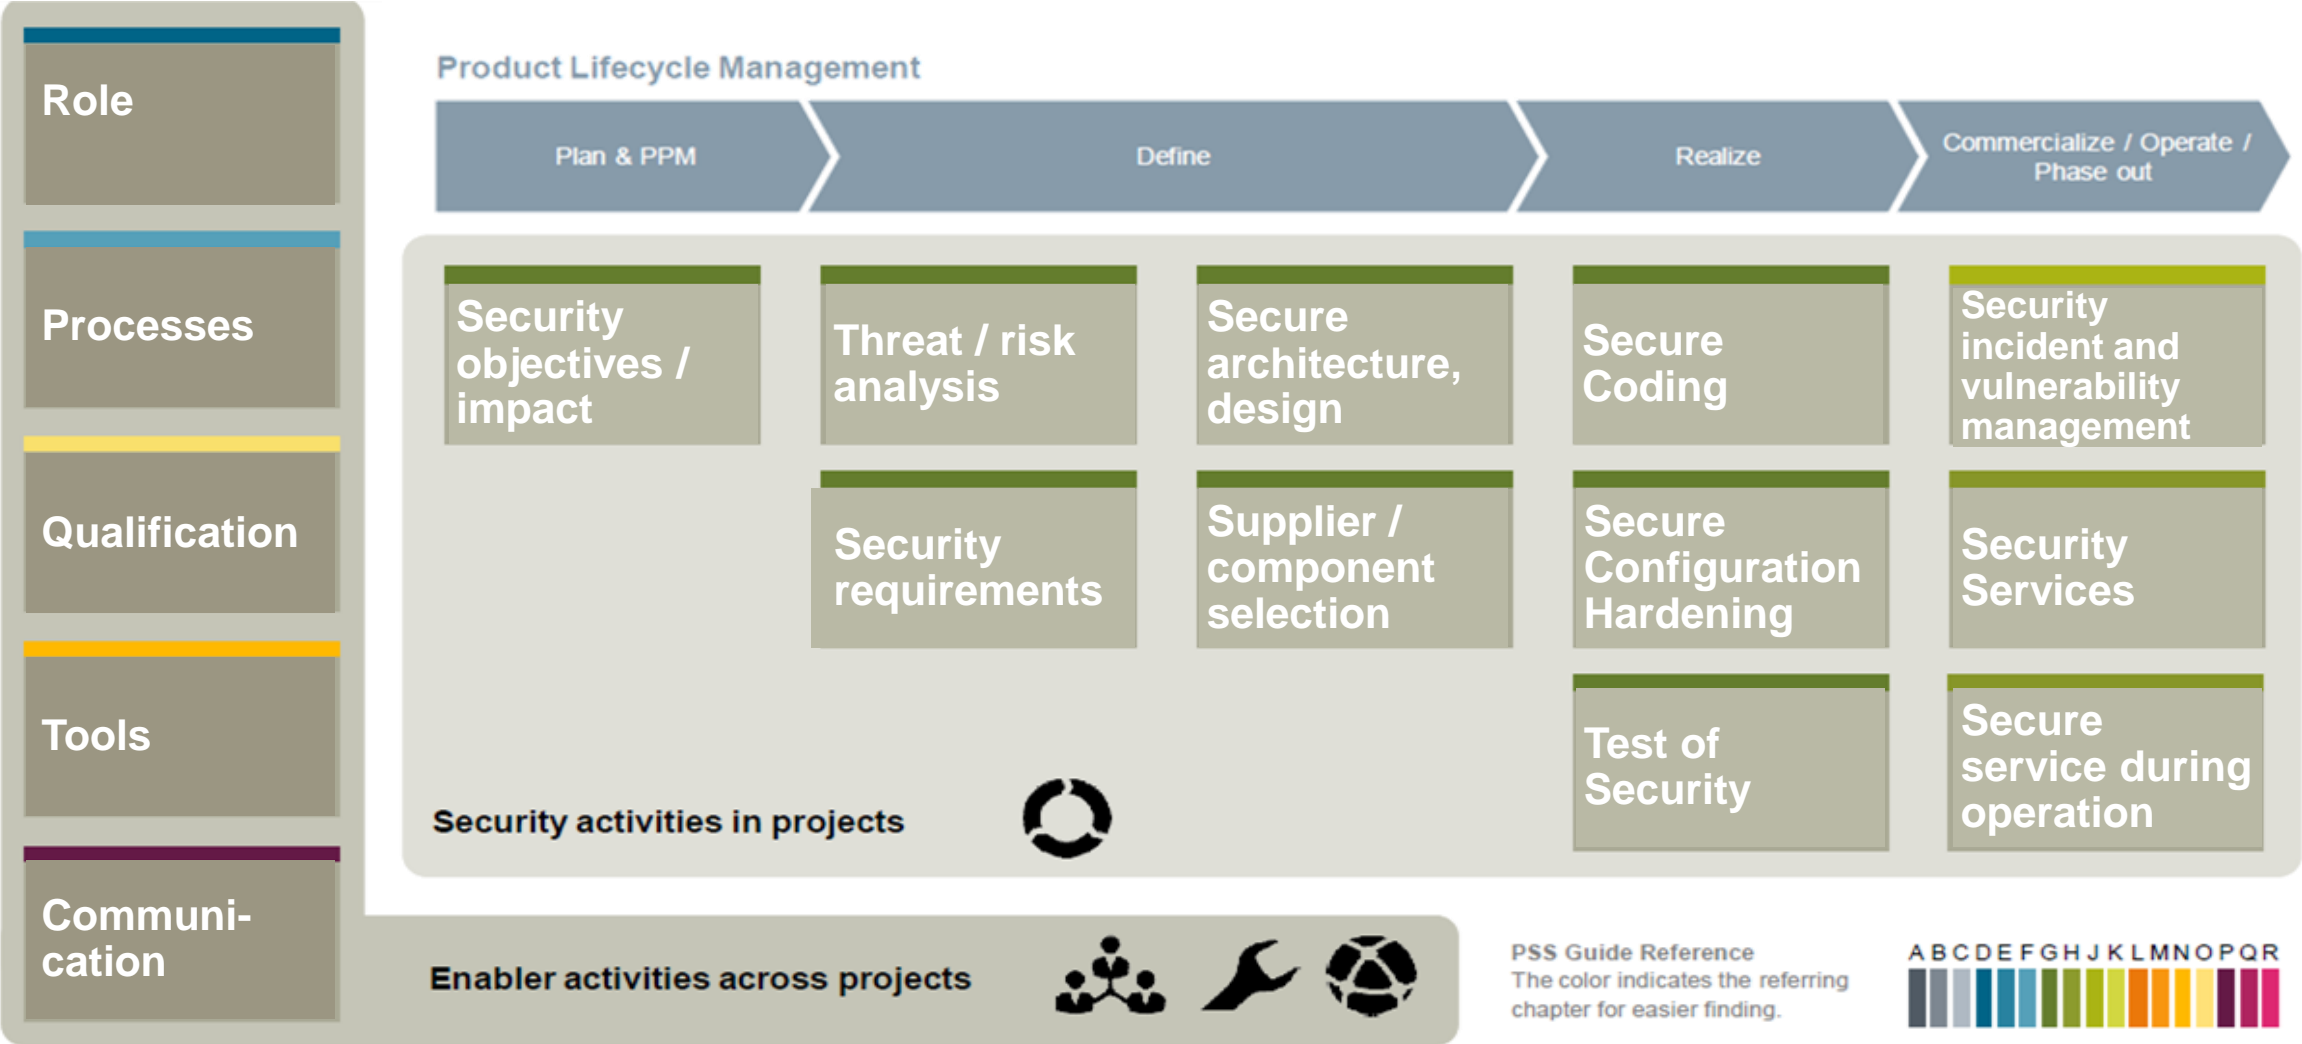 Role
Processes
Qualification
Tools
Communi-
cation
Product Lifecycle Management
Plan & PPM
Define
Realize
Commercialize / Operate /
Phase out
Security
objectives /
impact
Threat / risk
analysis
Secure
architecture,
design
Secure
Coding
Security
incident and
vulnerability
management
Security
requirements
Supplier /
component
selection
Secure
Configuration
Hardening
Security
Services
Test of
Security
Secure
service during
operation
Security activities in projects
Enabler activities across projects
PSS Guide Reference
The color indicates the referring
chapter for easier finding.
A B C D E F G H J K L M N O P Q R